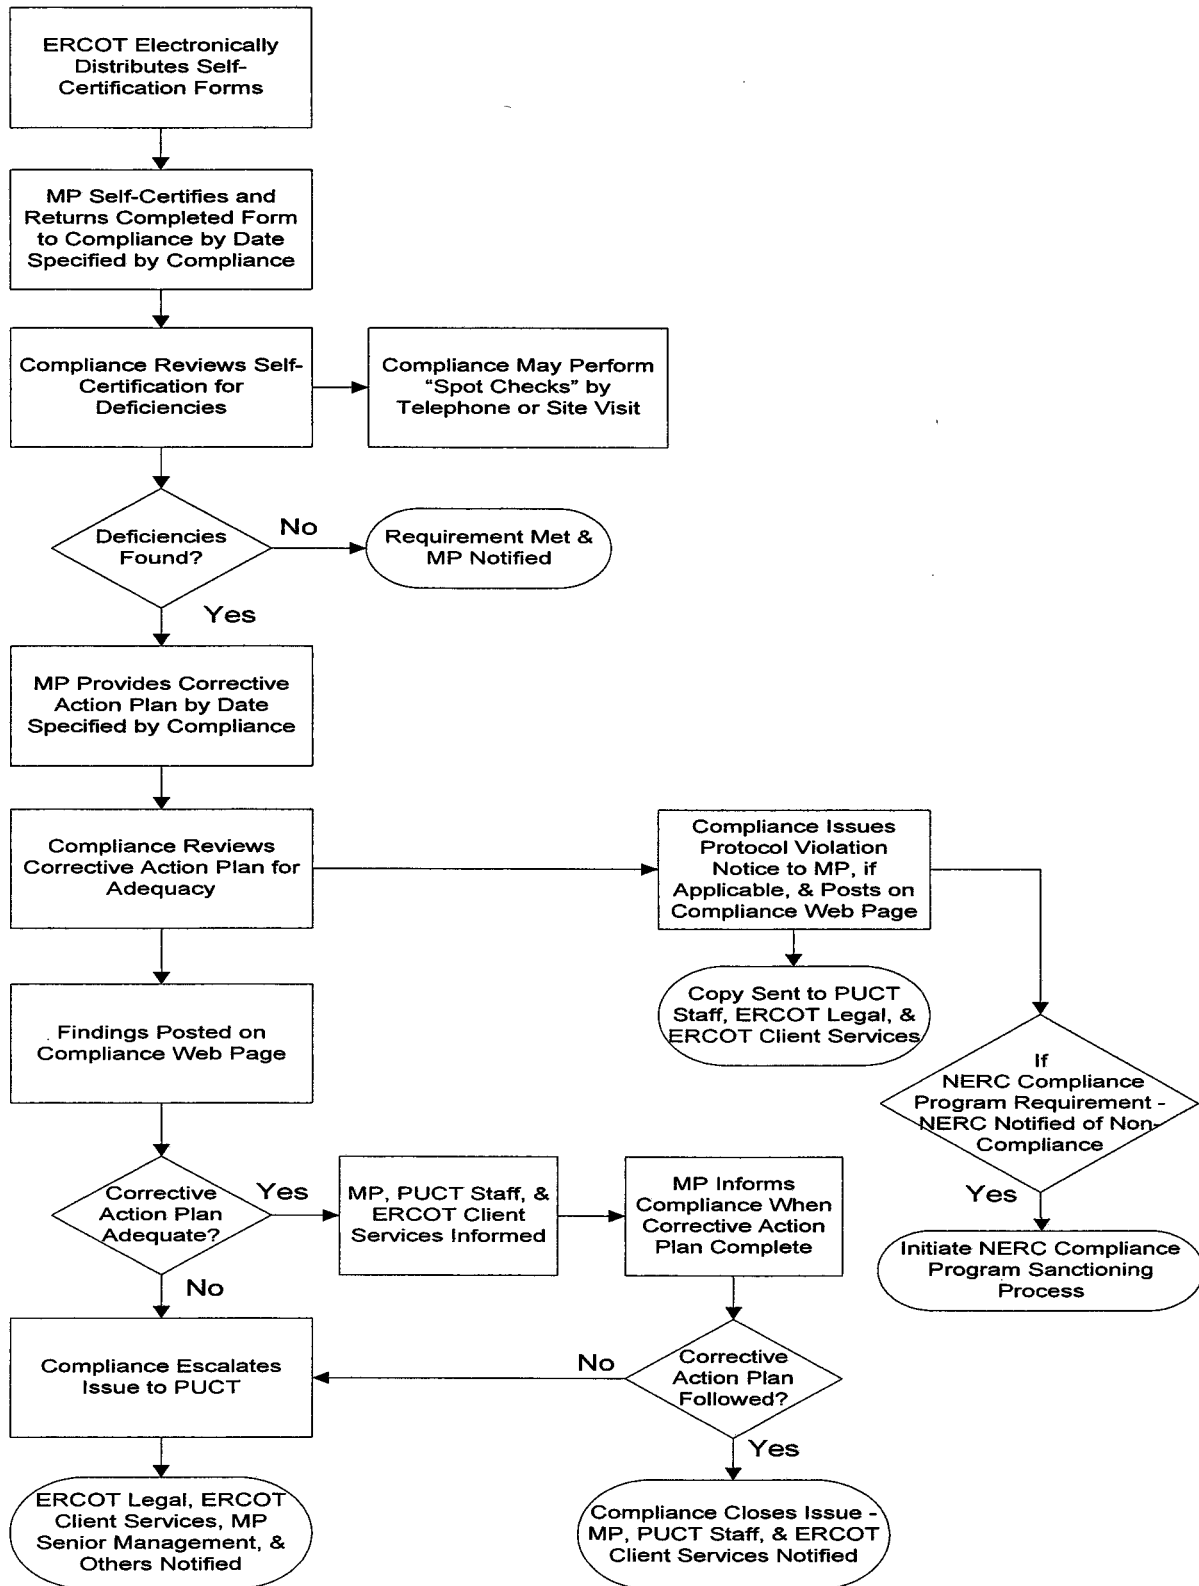 ERCOT Electronically
Distributes Self-
Certification Forms
MP Self-Certifies and
Returns Completed Form
to Compliance by Date
Specified by Compliance
Compliance Reviews Self-
Certification for
Deficiencies
Compliance May Perform
“Spot Checks” by
Telephone or Site Visit
Deficiencies
Found?
No
Requirement Met &
MP Notified
Yes
MP Provides Corrective
Action Plan by Date
Specified by Compliance
Compliance Reviews
Corrective Action Plan for
Adequacy
Compliance Issues
Protocol Violation
Notice to MP, if
Applicable, & Posts on
Compliance Web Page
Copy Sent to PUCT
Staff, ERCOT Legal, &
ERCOT Client Services
Findings Posted on
Compliance Web Page
If
NERC Compliance
Program Requirement -
NERC Notified of Non-
Compliance
Yes
Initiate NERC Compliance
Program Sanctioning
Process
Corrective
Action Plan
Adequate?
Yes
MP, PUCT Staff, &
ERCOT Client
Services Informed
MP Informs
Compliance When
Corrective Action
Plan Complete
No
Compliance Escalates
Issue to PUCT
No
Corrective
Action Plan
Followed?
Yes
ERCOT Legal, ERCOT
Client Services, MP
Senior Management, &
Others Notified
Compliance Closes Issue -
MP, PUCT Staff, & ERCOT
Client Services Notified